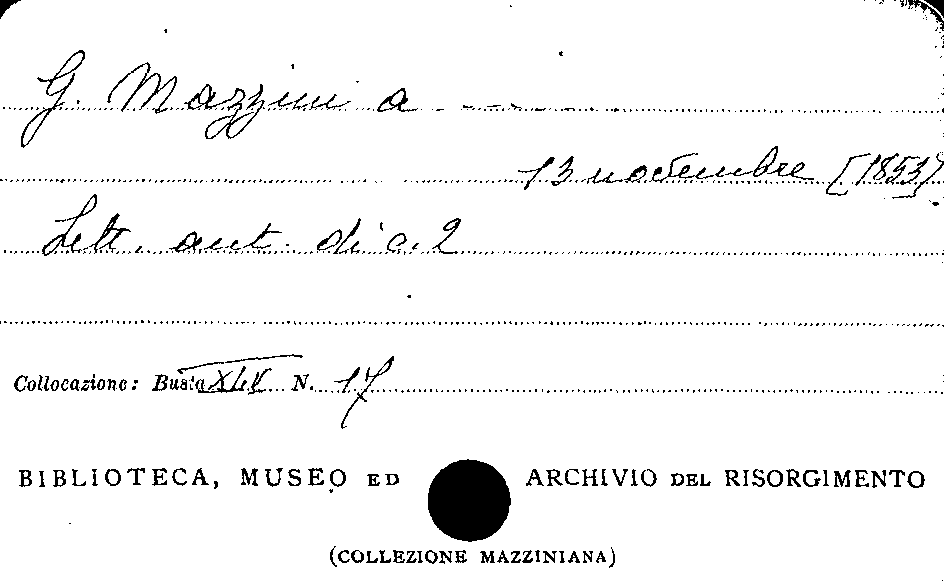 G. Mazzini a - - - - -
13 novembre [1853]
Lett. aut. di c. 2
Collocazione: Busta XLV N. 17
BIBLIOTECA, MUSEO ED ARCHIVIO DEL RISORGIMENTO
(COLLEZIONE MAZZINIANA)